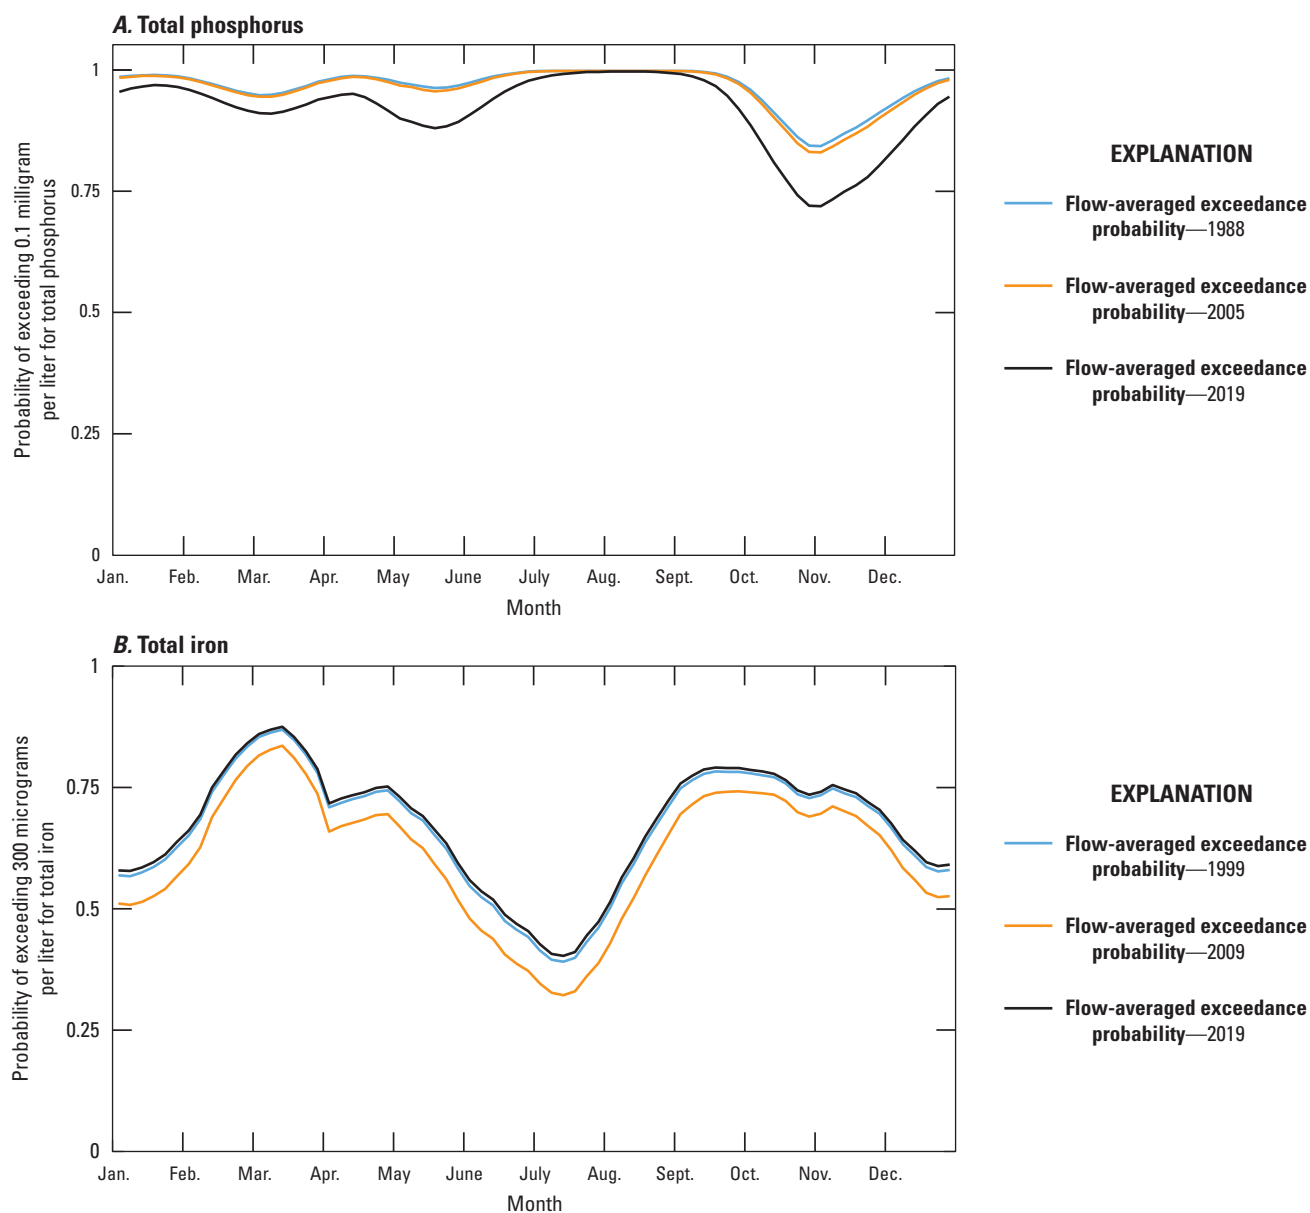 A. Total phosphorus
Probability of exceeding 0.1 milligram
per liter for total phosphorus
1
0.75
0.5
0.25
0
Jan. Feb. Mar. Apr. May June July Aug. Sept. Oct. Nov. Dec.
Month
EXPLANATION
Flow-averaged exceedance
probability—1988
Flow-averaged exceedance
probability—2005
Flow-averaged exceedance
probability—2019
B. Total iron
Probability of exceeding 300 micrograms
per liter for total iron
1
0.75
0.5
0.25
0
Jan. Feb. Mar. Apr. May June July Aug. Sept. Oct. Nov. Dec.
Month
EXPLANATION
Flow-averaged exceedance
probability—1999
Flow-averaged exceedance
probability—2009
Flow-averaged exceedance
probability—2019